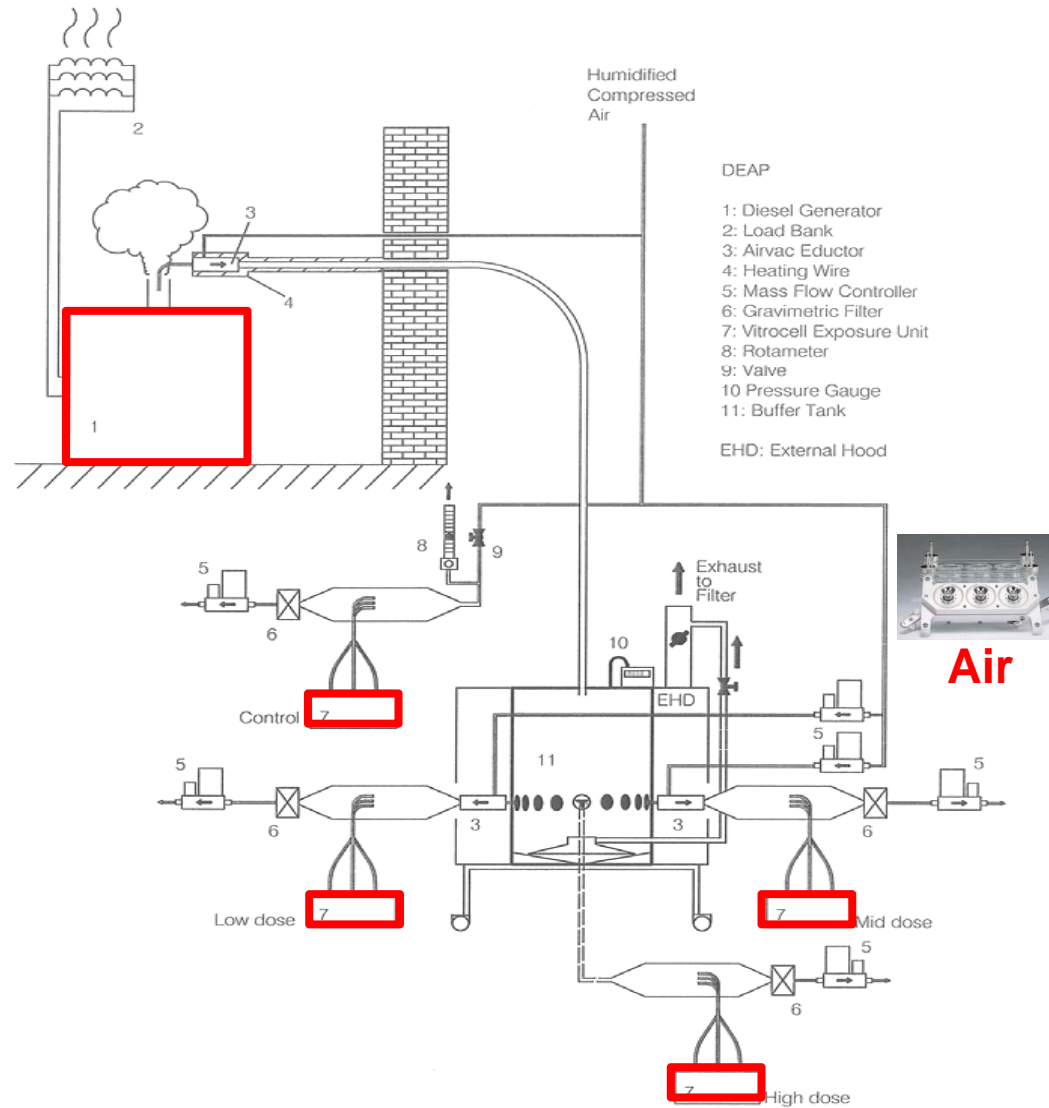 Humidified
Compressed
Air
2
DEAP
1: Diesel Generator
2: Load Bank
3: Airvac Eductor
4: Heating Wire
5: Mass Flow Controller
6: Gravimetric Filter
7: Vitrocell Exposure Unit
8: Rotameter
9: Valve
10 Pressure Gauge
11: Buffer Tank
EHD: External Hood
3
4
1
8
9
5
6
Exhaust
to
Filter
Air
10
EHD
Control
7
5
11
5
5
6
3
3
6
Low dose
7
7
Mid dose
5
6
7
High dose